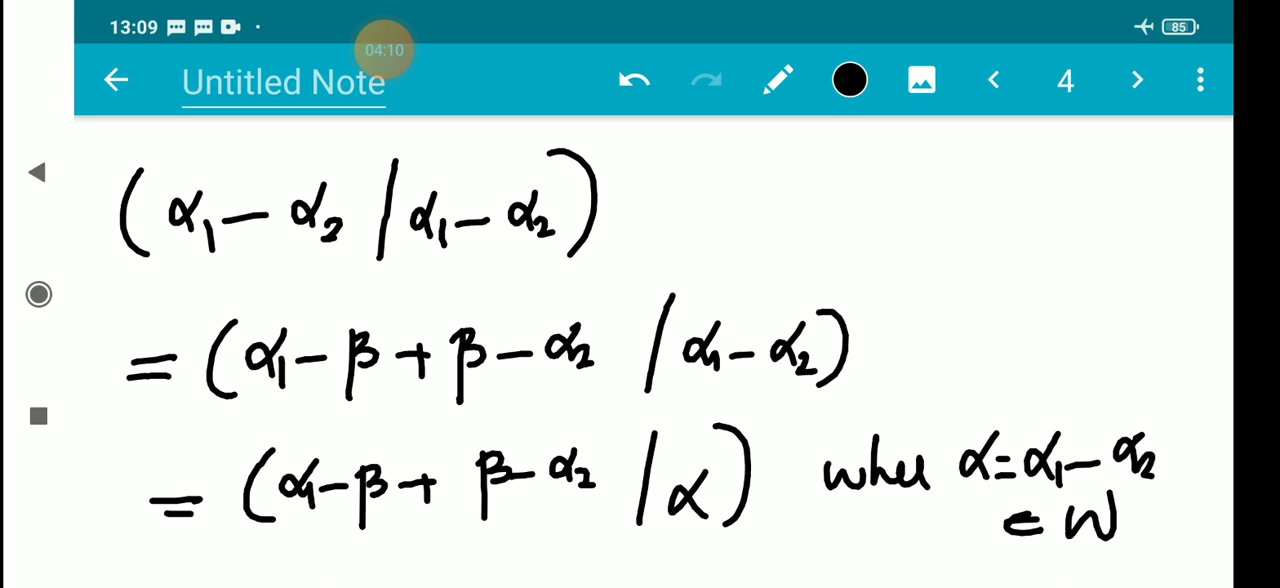 13:09
85
04:10
Untitled Note
4
(α₁ - α₂ / α₁ - α₂)
= (α₁ - β + β - α₂ / α₁ - α₂)
= (α₁ - β + β - α₂ / α) wher α = α₁ - α₂
∈ W